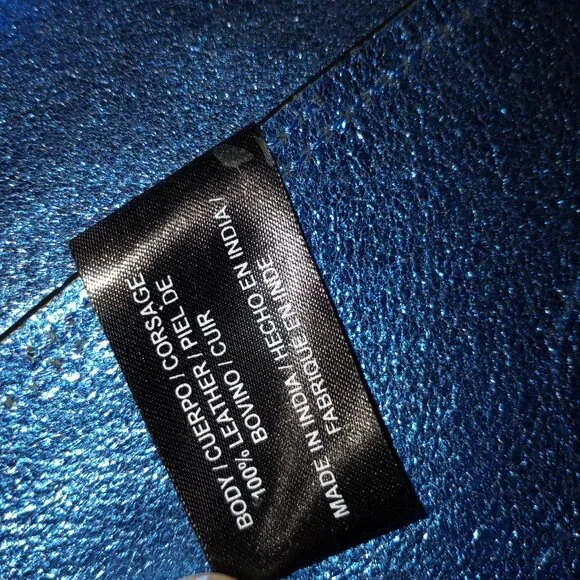 BODY / CUERPO / CORSAGE:
100% LEATHER / PIEL DE
BOVINO / CUIR
MADE IN INDIA/HECHO EN INDIA/
FABRIQUE EN INDE